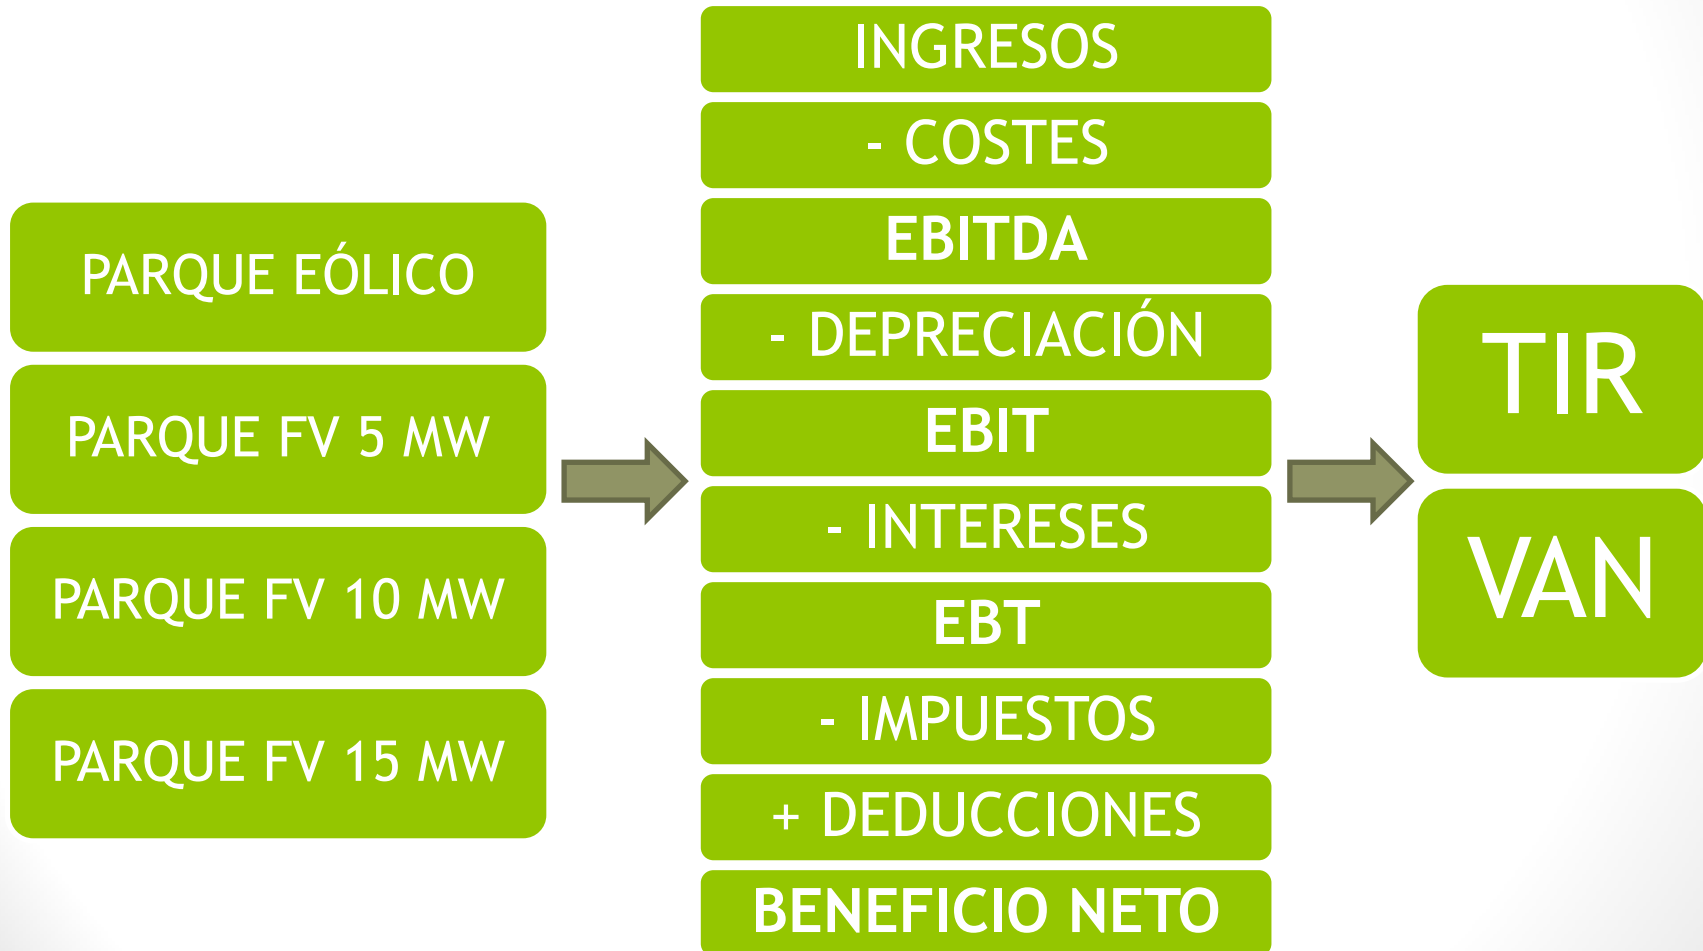 PARQUE EÓLICO
PARQUE FV 5 MW
PARQUE FV 10 MW
PARQUE FV 15 MW
INGRESOS
- COSTES
EBITDA
- DEPRECIACIÓN
EBIT
- INTERESES
EBT
- IMPUESTOS
+ DEDUCCIONES
BENEFICIO NETO
TIR
VAN